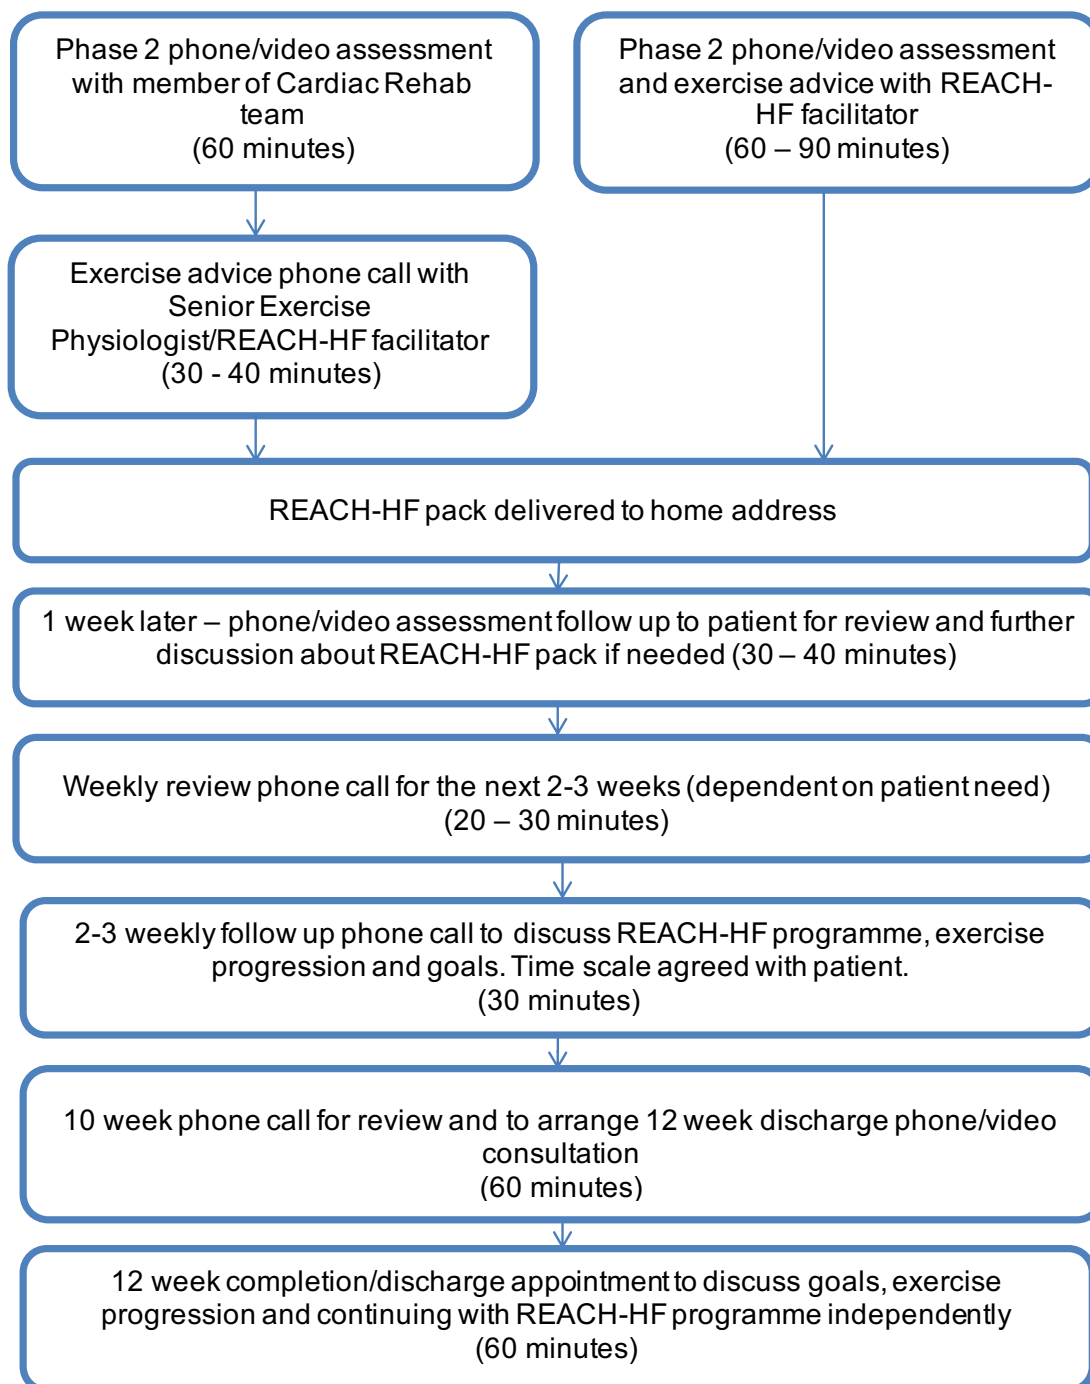 Phase 2 phone/video assessment
with member of Cardiac Rehab
team
(60 minutes)
Phase 2 phone/video assessment
and exercise advice with REACH-
HF facilitator
(60 – 90 minutes)
Exercise advice phone call with
Senior Exercise
Physiologist/REACH-HF facilitator
(30 - 40 minutes)
REACH-HF pack delivered to home address
1 week later – phone/video assessment follow up to patient for review and further
discussion about REACH-HF pack if needed (30 – 40 minutes)
Weekly review phone call for the next 2-3 weeks (dependent on patient need)
(20 – 30 minutes)
2-3 weekly follow up phone call to discuss REACH-HF programme, exercise
progression and goals. Time scale agreed with patient.
(30 minutes)
10 week phone call for review and to arrange 12 week discharge phone/video
consultation
(60 minutes)
12 week completion/discharge appointment to discuss goals, exercise
progression and continuing with REACH-HF programme independently
(60 minutes)